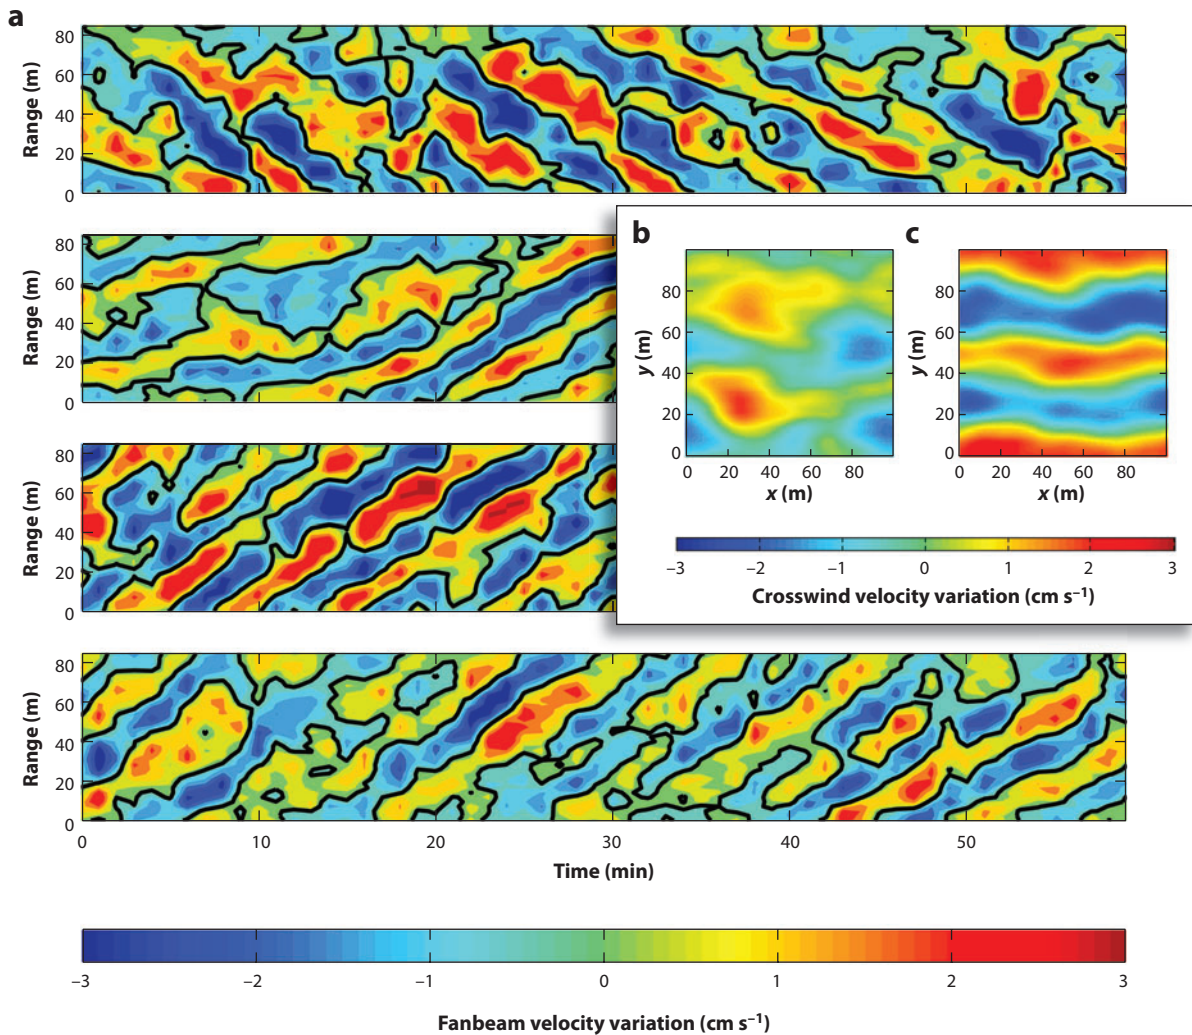 a
80
60
40
20
0
Range (m)
80
60
40
20
0
Range (m)
b
80
60
40
20
0
y (m)
0 20 40 60 80
x (m)
c
80
60
40
20
0
y (m)
0 20 40 60 80
x (m)
–3 –2 –1 0 1 2 3
Crosswind velocity variation (cm s–1)
80
60
40
20
0
Range (m)
80
60
40
20
0
Range (m)
0 10 20 30 40 50
Time (min)
–3 –2 –1 0 1 2 3
Fanbeam velocity variation (cm s–1)